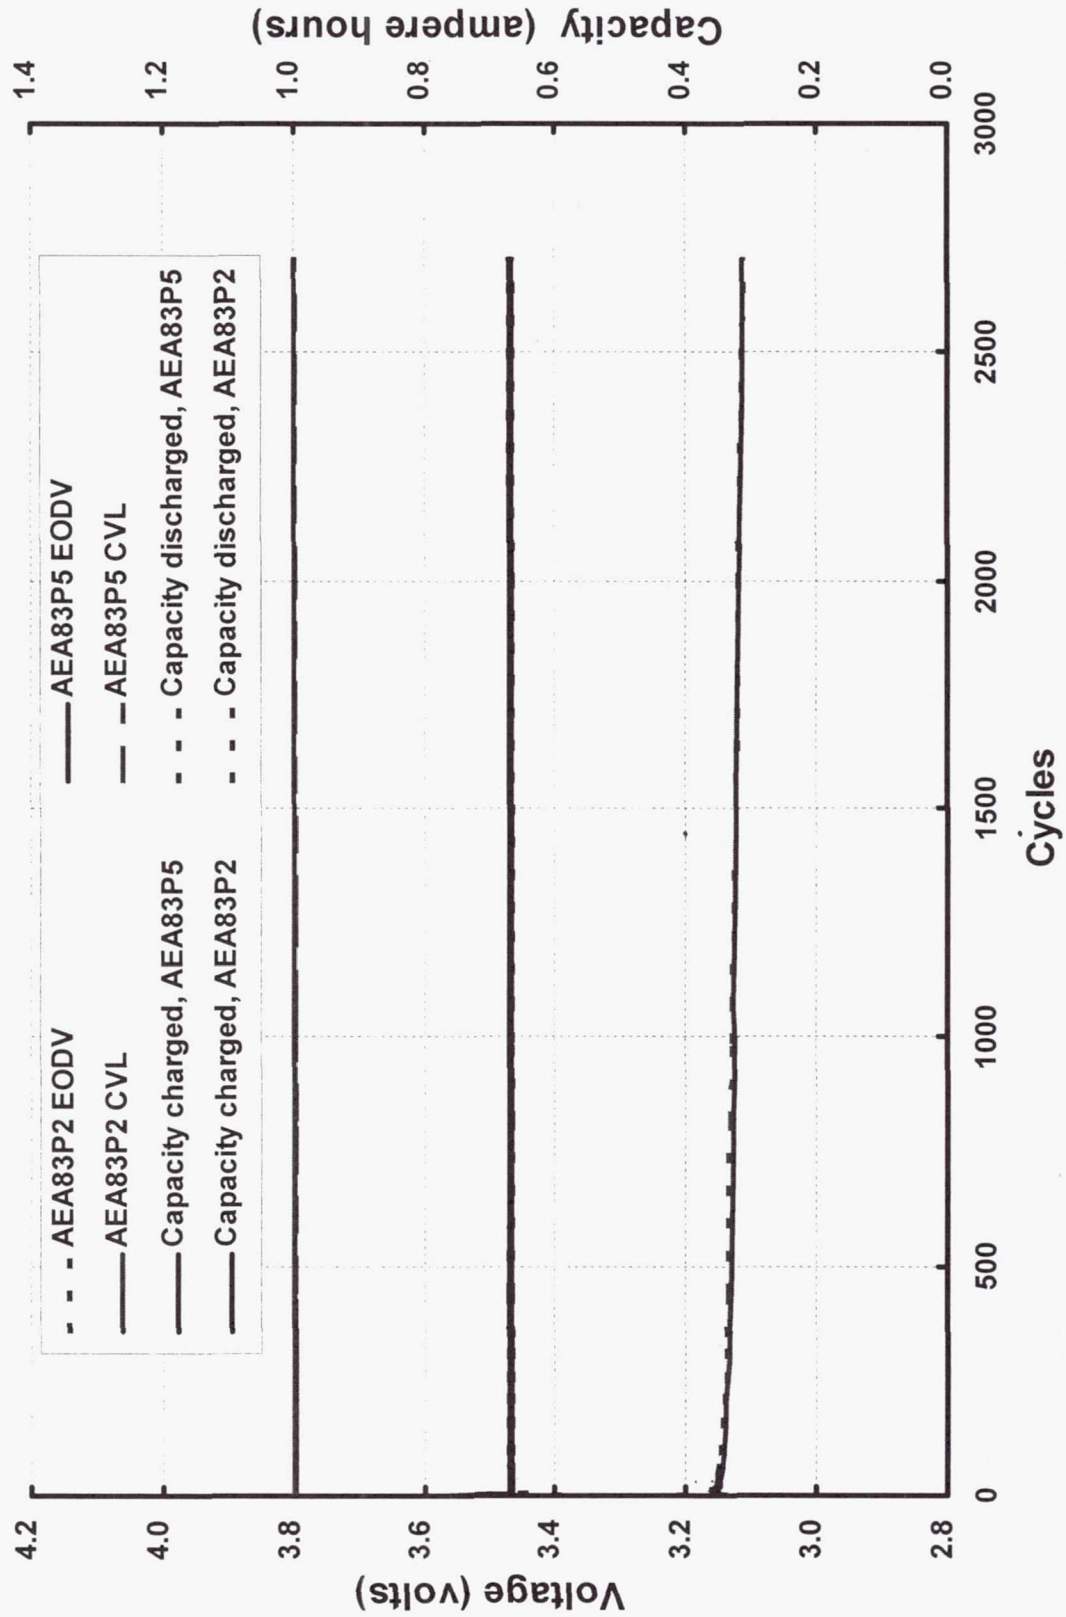 AEA83P2 EODV
AEA83P5 EODV
AEA83P2 CVL
AEA83P5 CVL
Capacity charged, AEA83P5
Capacity discharged, AEA83P5
Capacity charged, AEA83P2
Capacity discharged, AEA83P2
Voltage (volts)
4.2
4.0
3.8
3.6
3.4
3.2
3.0
2.8
Capacity (ampere hours)
1.4
1.2
1.0
0.8
0.6
0.4
0.2
0.0
0
500
1000
1500
2000
2500
3000
Cycles